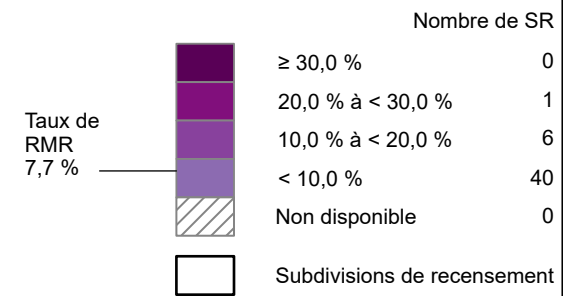 Nombre de SR
≥ 30,0 % 0
20,0 % à < 30,0 % 1
10,0 % à < 20,0 % 6
< 10,0 % 40
Non disponible 0
Subdivisions de recensement
Taux de
RMR
7,7 %